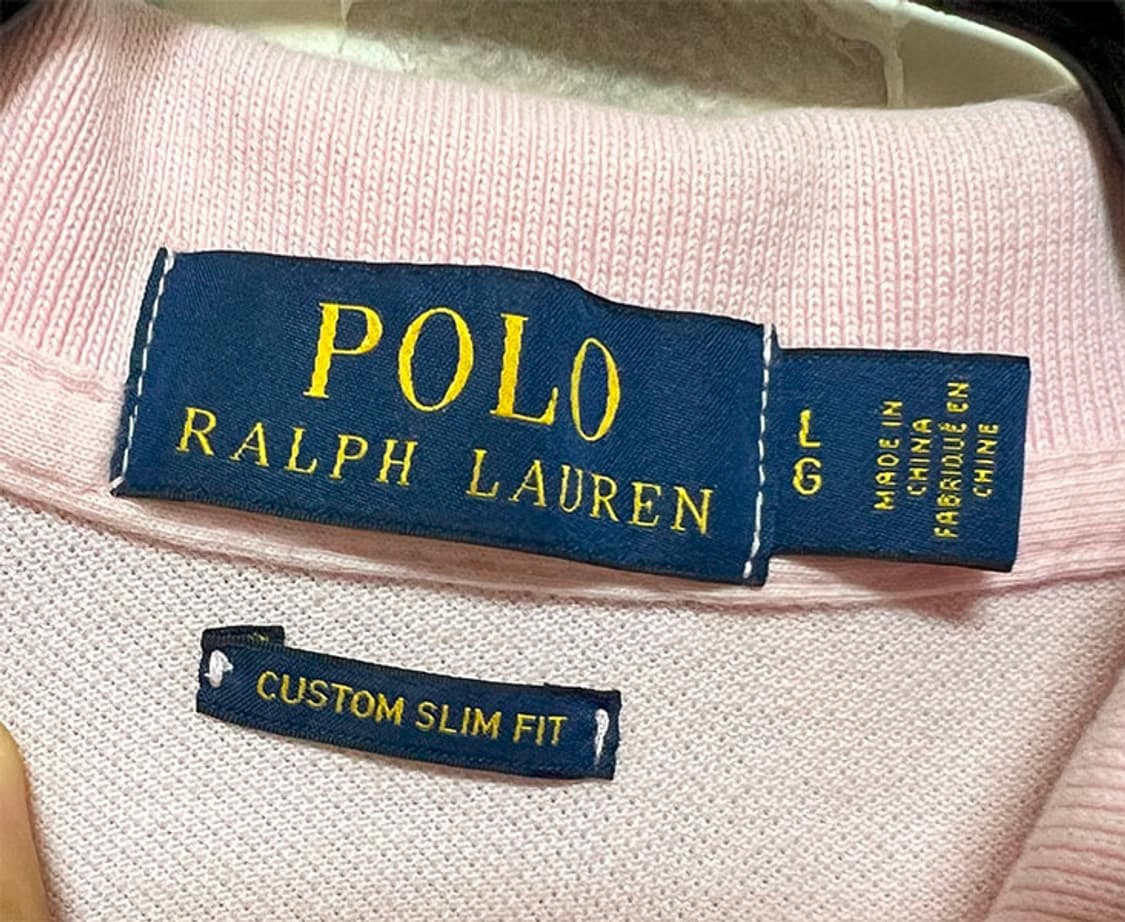 POLO
RALPH LAUREN
L
G
MADE IN
CHINA
FABRIQUÉ EN
CHINE
CUSTOM SLIM FIT